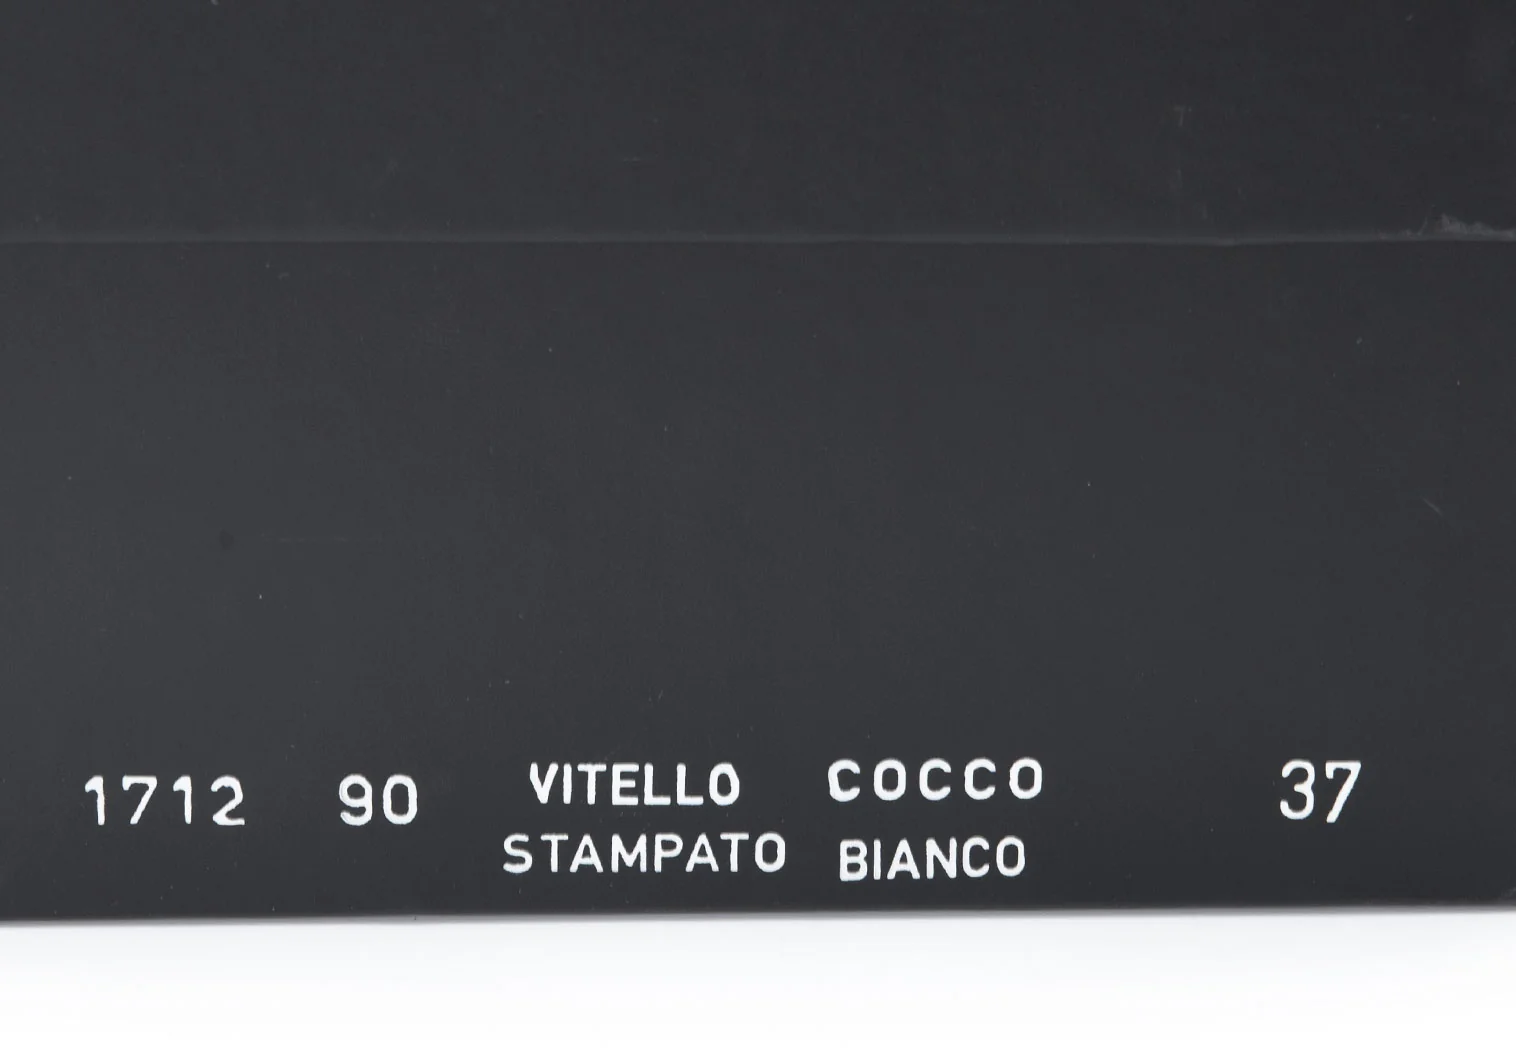 1712 90 VITELLO COCCO 37
STAMPATO BIANCO